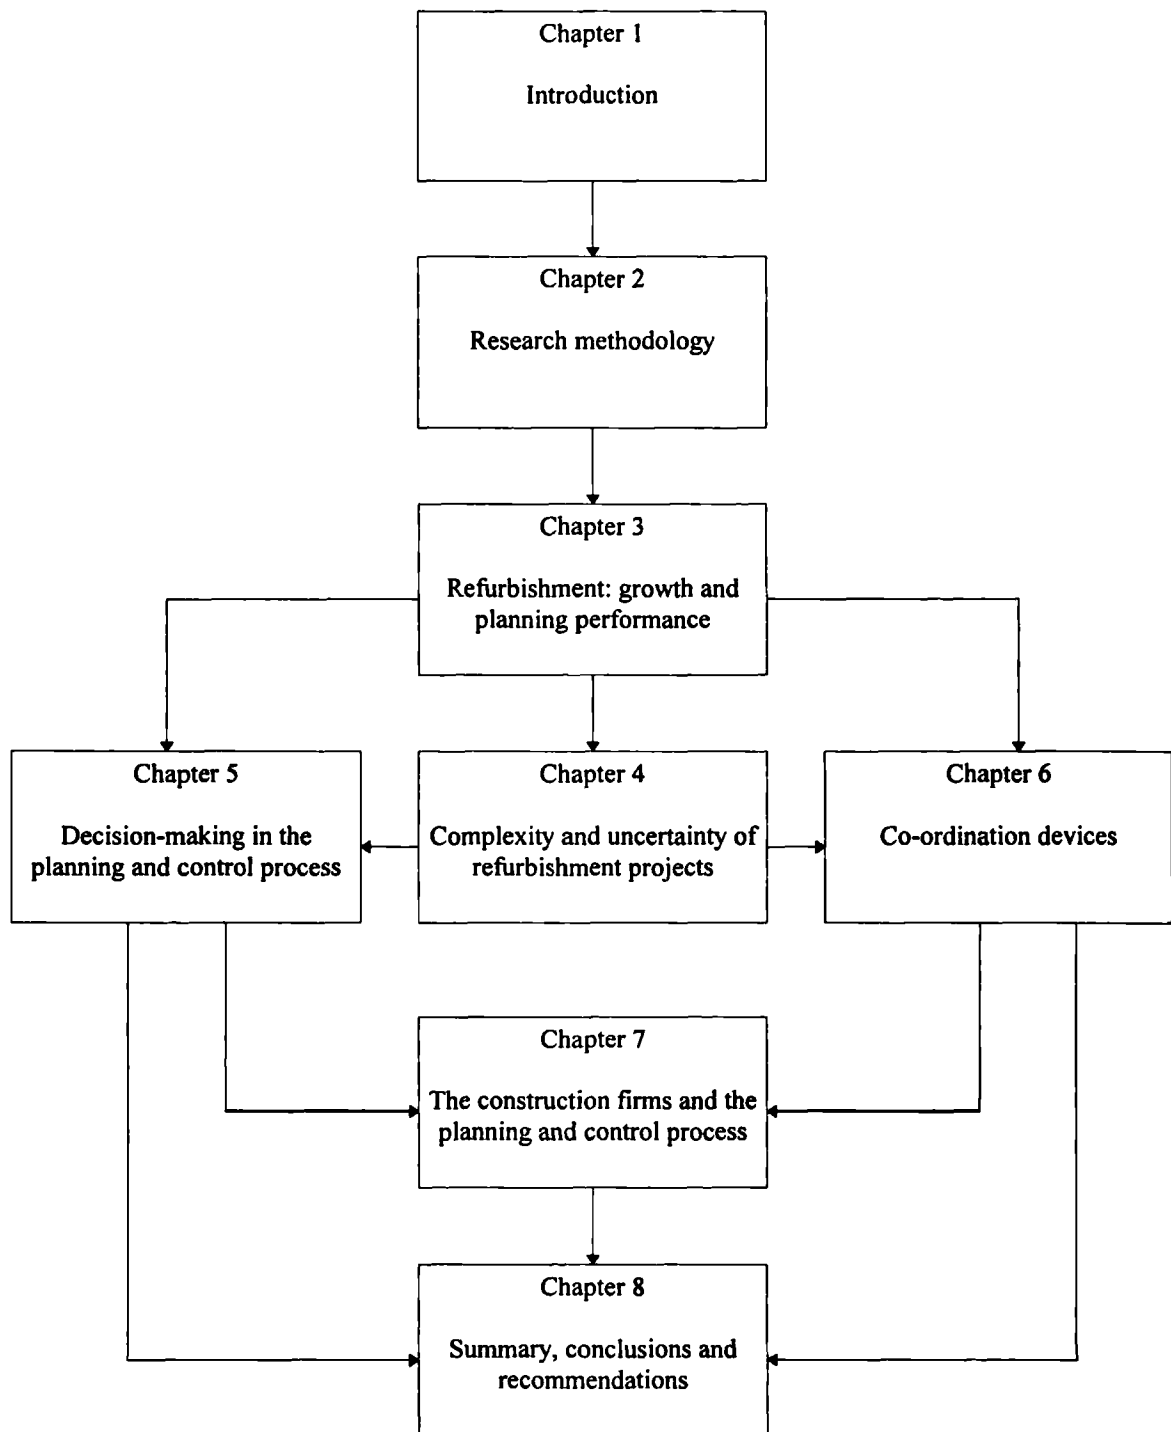 Chapter 1
Introduction
Chapter 2
Research methodology
Chapter 3
Refurbishment: growth and
planning performance
Chapter 5
Decision-making in the
planning and control process
Chapter 4
Complexity and uncertainty of
refurbishment projects
Chapter 6
Co-ordination devices
Chapter 7
The construction firms and the
planning and control process
Chapter 8
Summary, conclusions and
recommendations